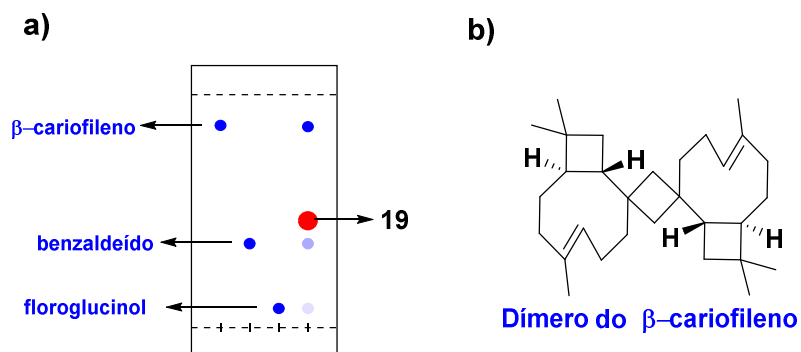 a)
β–cariofileno
benzaldeído
19
floroglucinol
b)
H
H
H
H
Dímero do β–cariofileno